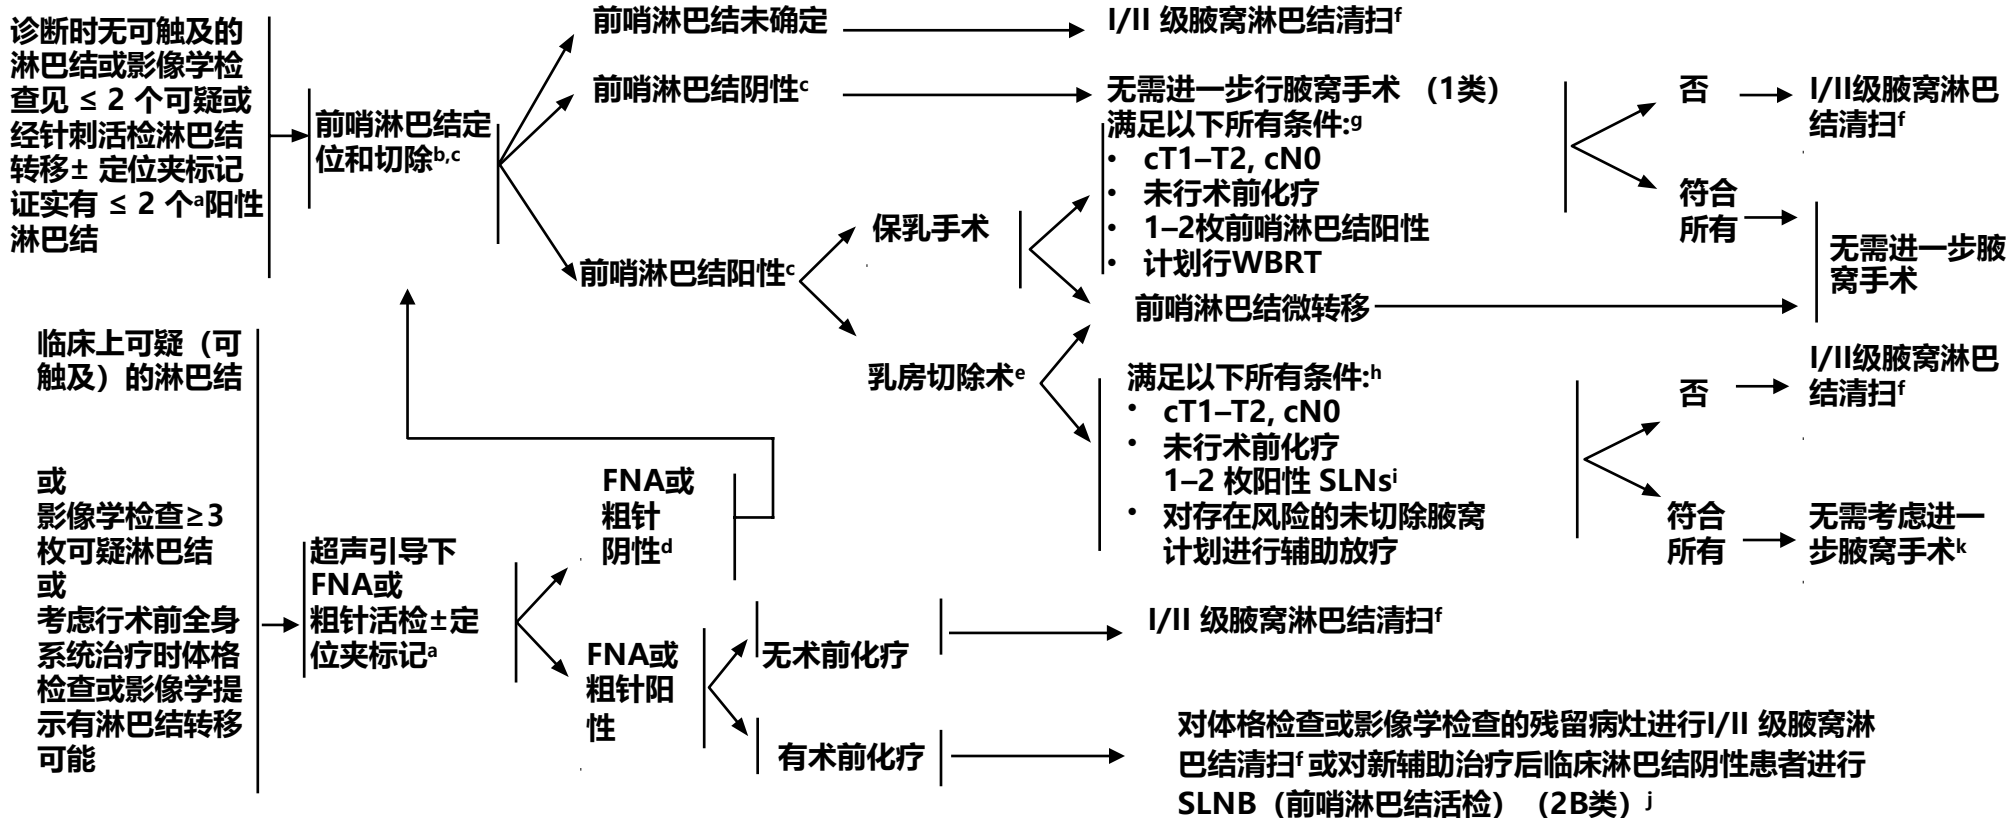 诊断时无可触及的
淋巴结或影像学检
查见 ≤ 2 个可疑或
经针刺活检淋巴结
转移± 定位夹标记
证实有 ≤ 2 个ᵃ阳性
淋巴结
前哨淋巴结定
位和切除ᵇ,ᶜ
前哨淋巴结未确定
I/II 级腋窝淋巴结清扫ᶠ
前哨淋巴结阴性ᶜ
无需进一步行腋窝手术 （1类）
前哨淋巴结阳性ᶜ
保乳手术
满足以下所有条件:ᵍ
• cT1–T2, cN0
• 未行术前化疗
• 1–2枚前哨淋巴结阳性
• 计划行WBRT
否
I/II级腋窝淋巴
结清扫ᶠ
符合
所有
无需进一步腋
窝手术
前哨淋巴结微转移
乳房切除术ᵉ
满足以下所有条件:ʰ
• cT1–T2, cN0
• 未行术前化疗
1–2 枚阳性 SLNsⁱ
• 对存在风险的未切除腋窝
计划进行辅助放疗
否
I/II级腋窝淋巴
结清扫ᶠ
符合
所有
无需考虑进一
步腋窝手术ᵏ
临床上可疑（可
触及）的淋巴结
或
影像学检查≥3
枚可疑淋巴结
或
考虑行术前全身
系统治疗时体格
检查或影像学提
示有淋巴结转移
可能
超声引导下
FNA或
粗针活检±定
位夹标记ᵃ
FNA或
粗针
阴性ᵈ
FNA或
粗针阳
性
无术前化疗
I/II 级腋窝淋巴结清扫ᶠ
有术前化疗
对体格检查或影像学检查的残留病灶进行I/II 级腋窝淋
巴结清扫ᶠ 或对新辅助治疗后临床淋巴结阴性患者进行
SLNB（前哨淋巴结活检）（2B类）ʲ